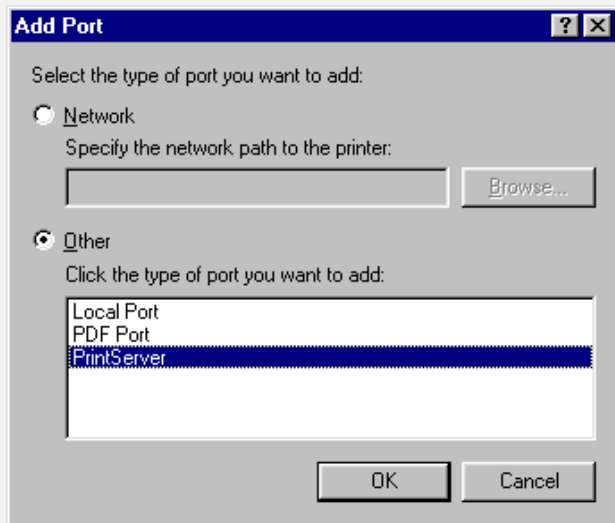 Add Port
Select the type of port you want to add:
Network
Specify the network path to the printer:
Browse...
Other
Click the type of port you want to add:
Local Port
PDF Port
PrintServer
OK Cancel